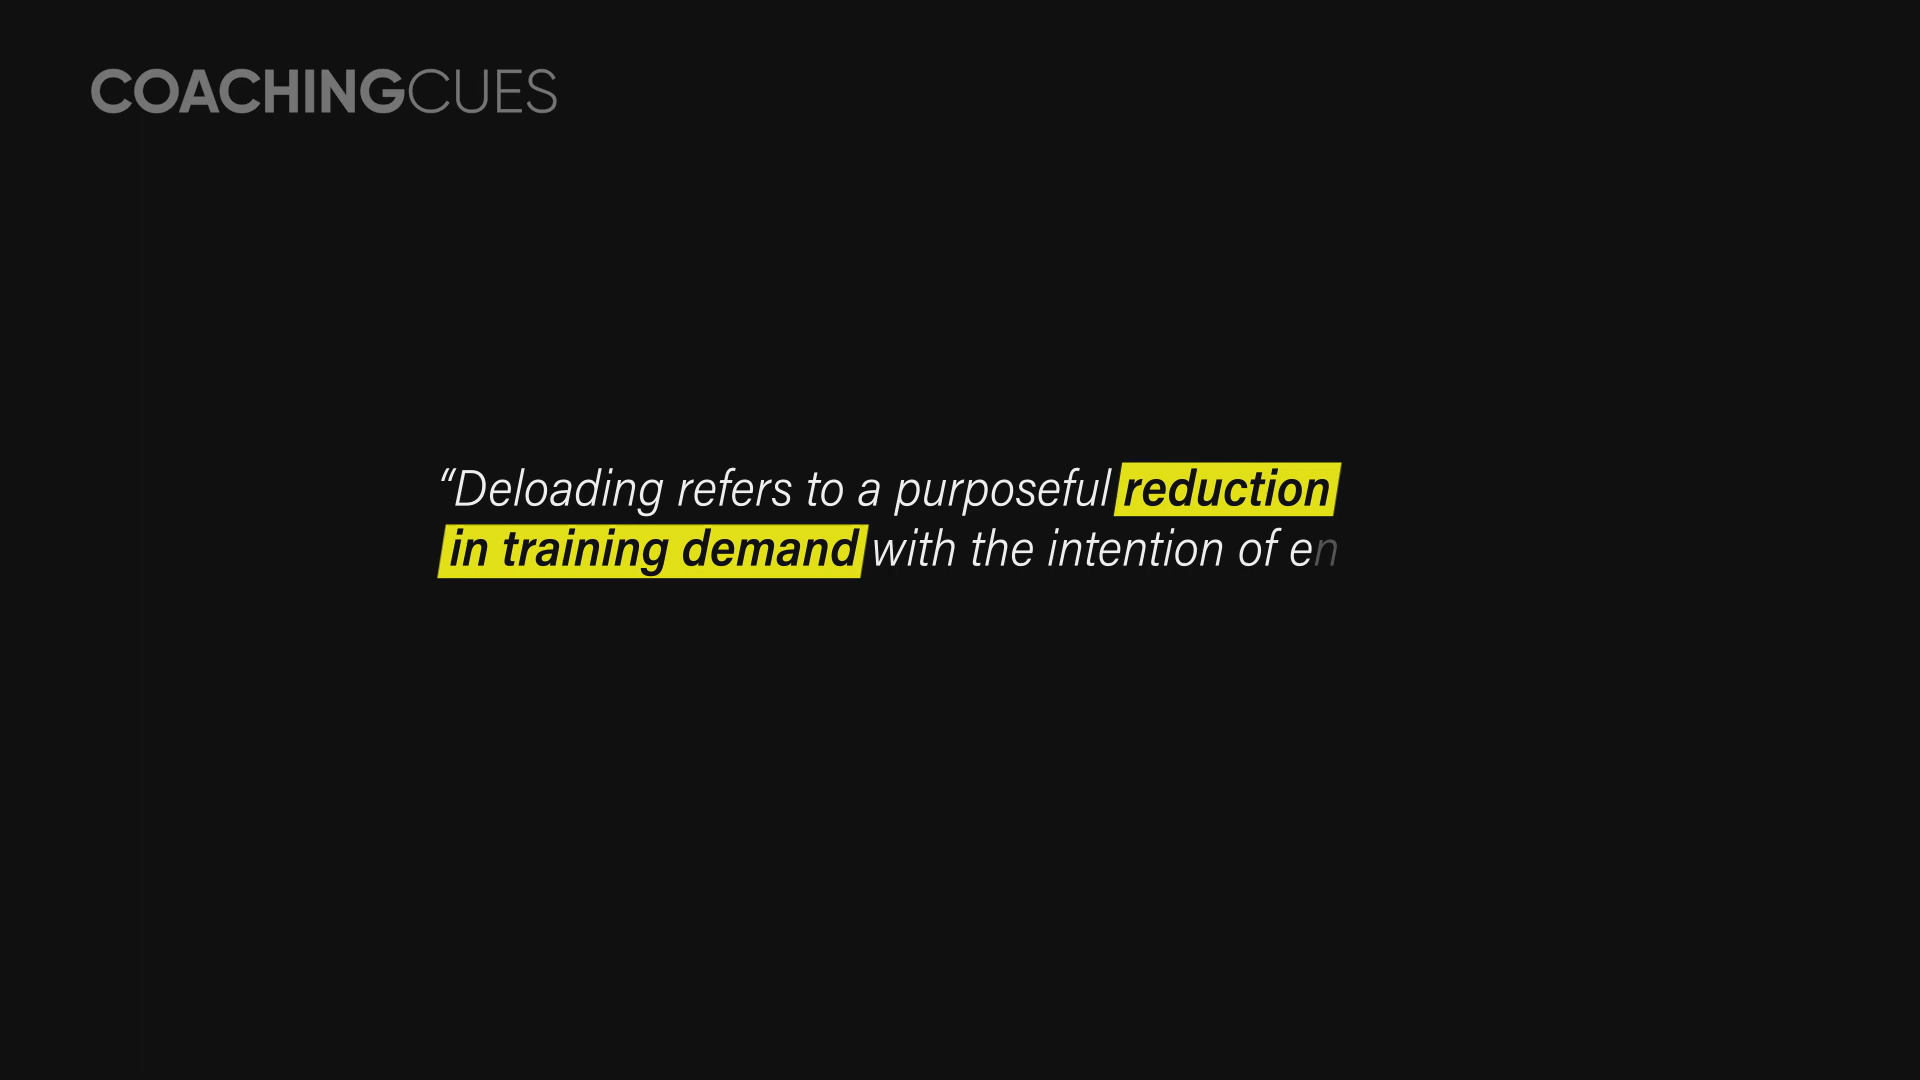 COACHINGCUES
“Deloading refers to a purposeful reduction
in training demand with the intention of en